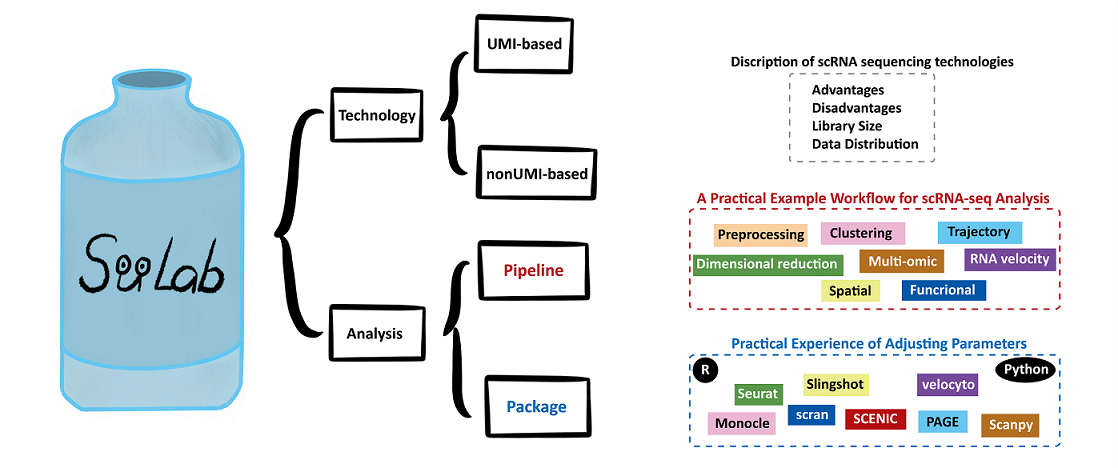 SuiLab
Technology
UMI-based
nonUMI-based
Analysis
Pipeline
Package
Discription of scRNA sequencing technologies
Advantages
Disadvantages
Library Size
Data Distribution
A Practical Example Workflow for scRNA-seq Analysis
Preprocessing
Clustering
Trajectory
Dimensional reduction
Multi-omic
RNA velocity
Spatial
Funcrional
Practical Experience of Adjusting Parameters
R
Python
Seurat
Slingshot
velocyto
Monocle
scran
SCENIC
PAGE
Scanpy